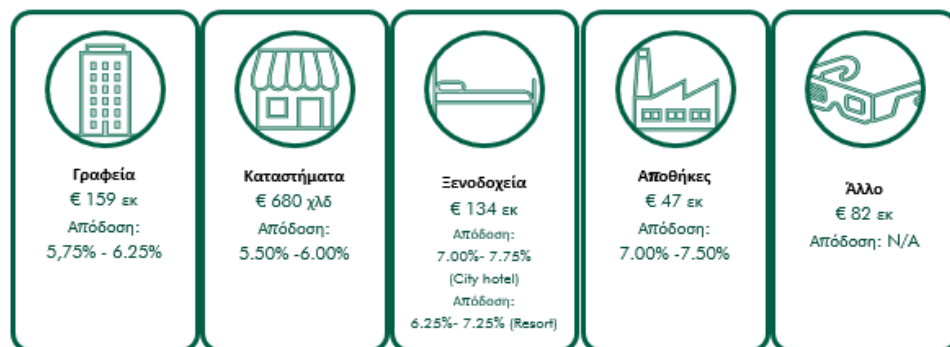 Γραφεία
€ 159 εκ
Απόδοση:
5,75% - 6.25%
Καταστήματα
€ 680 χλδ
Απόδοση:
5.50% -6.00%
Ξενοδοχεία
€ 134 εκ
Απόδοση:
7.00%- 7.75%
(City hotel)
Απόδοση:
6.25%- 7.25% (Resort)
Αποθήκες
€ 47 εκ
Απόδοση:
7.00% -7.50%
Άλλο
€ 82 εκ
Απόδοση: N/A